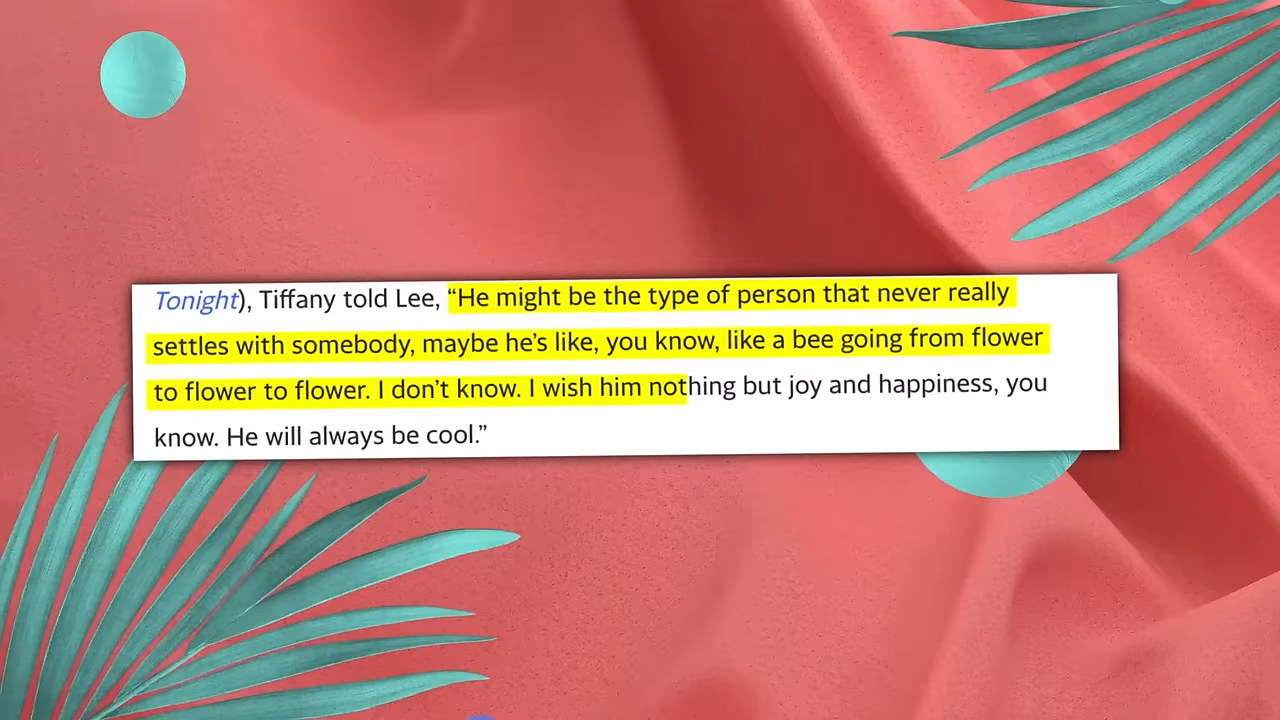 Tonight), Tiffany told Lee, “He might be the type of person that never really
settles with somebody, maybe he’s like, you know, like a bee going from flower
to flower to flower. I don’t know. I wish him nothing but joy and happiness, you
know. He will always be cool.”